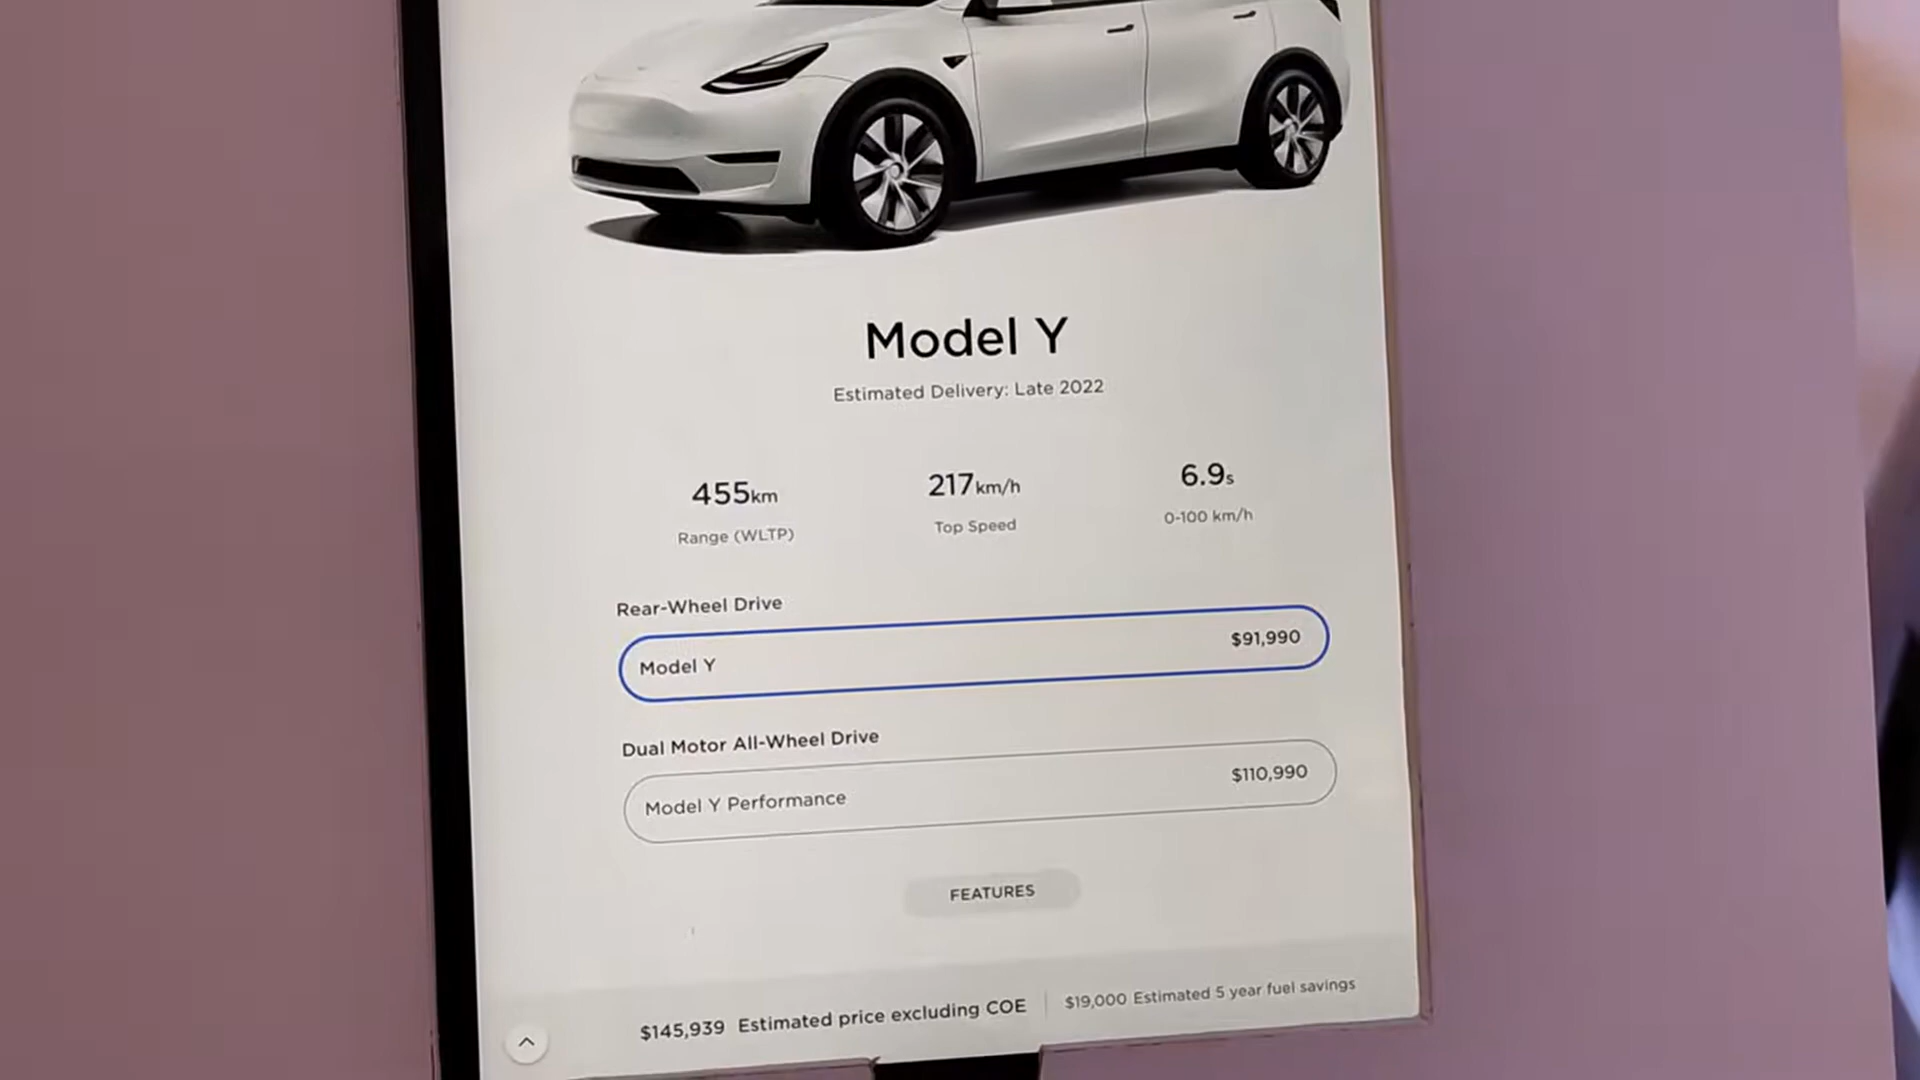 Model Y
Estimated Delivery: Late 2022
455km
Range (WLTP)
217km/h
Top Speed
6.9s
0-100 km/h
Rear-Wheel Drive
Model Y $91,990
Dual Motor All-Wheel Drive
Model Y Performance $110,990
FEATURES
$145,939 Estimated price excluding COE
$19,000 Estimated 5 year fuel savings